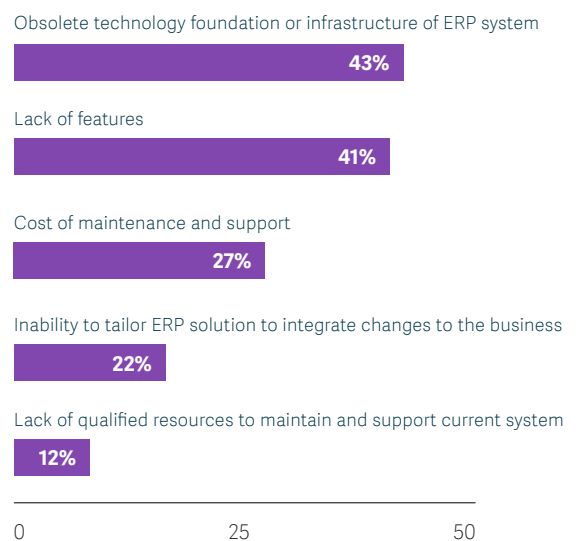 Obsolete technology foundation or infrastructure of ERP system
43%
Lack of features
41%
Cost of maintenance and support
27%
Inability to tailor ERP solution to integrate changes to the business
22%
Lack of qualified resources to maintain and support current system
12%
0 25 50